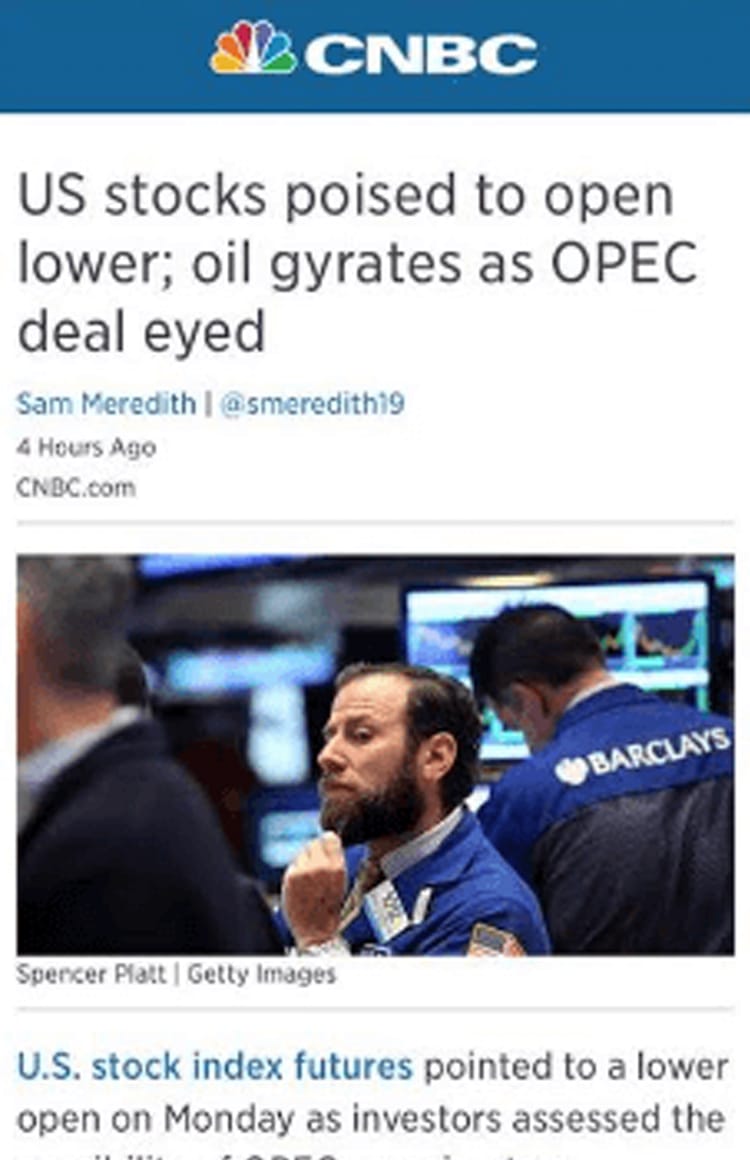 CNBC
US stocks poised to open
lower; oil gyrates as OPEC
deal eyed
Sam Meredith | @smeredith19
4 Hours Ago
CNBC.com
BARCLAYS
Spencer Platt | Getty Images
U.S. stock index futures pointed to a lower
open on Monday as investors assessed the